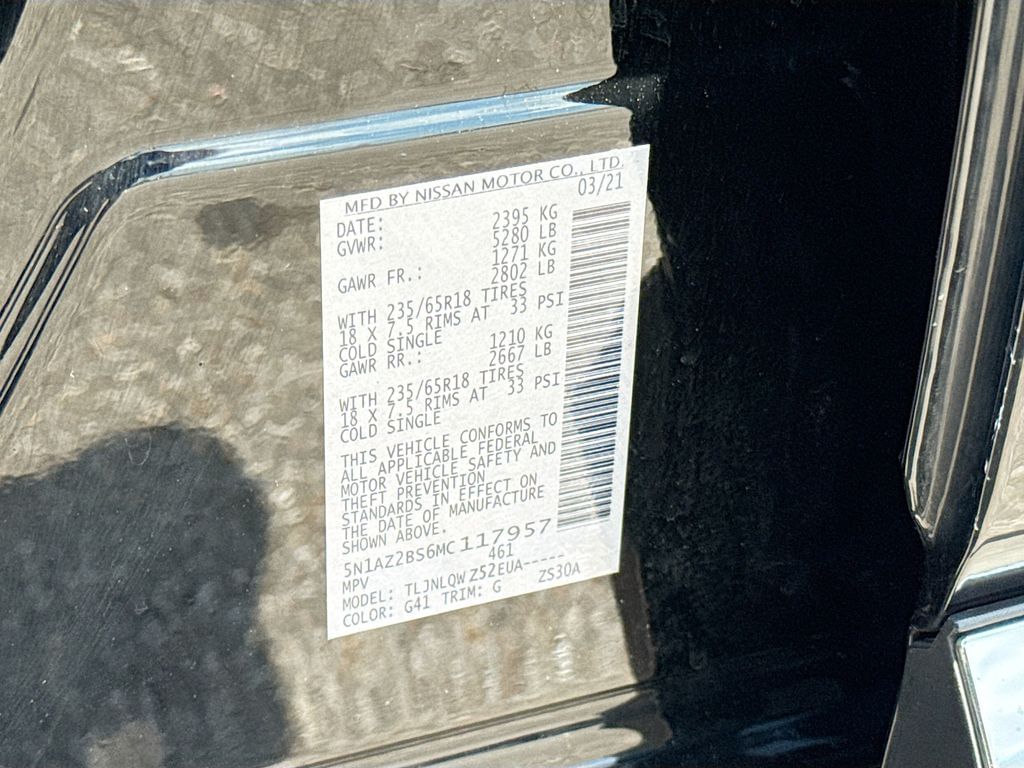 MFD BY NISSAN MOTOR CO., LTD.
DATE: 03/21
GVWR: 2395 KG
5280 LB
GAWR FR.: 1271 KG
2802 LB
WITH 235/65R18 TIRES
18 X 7.5 RIMS AT 33 PSI
COLD SINGLE
GAWR RR.: 1210 KG
2667 LB
WITH 235/65R18 TIRES
18 X 7.5 RIMS AT 33 PSI
COLD SINGLE
THIS VEHICLE CONFORMS TO
ALL APPLICABLE FEDERAL
MOTOR VEHICLE SAFETY AND
THEFT PREVENTION
STANDARDS IN EFFECT ON
THE DATE OF MANUFACTURE
SHOWN ABOVE.
5N1AZ2BS6MC117957
MPV 461
MODEL: TLJNLQWZ52EUA-----
COLOR: G41 TRIM: G ZS30A